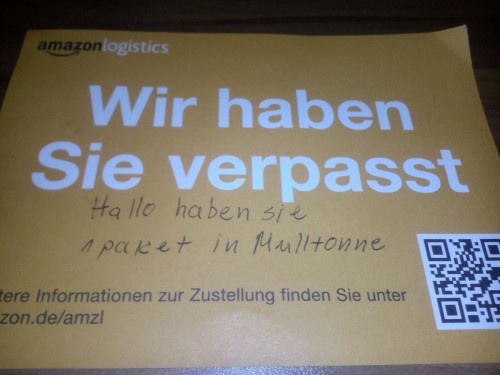 amazonlogistics
Wir haben
Sie verpasst
Hallo haben sie
1 paket in Mulltonne
tere Informationen zur Zustellung finden Sie unter
zon.de/amzl